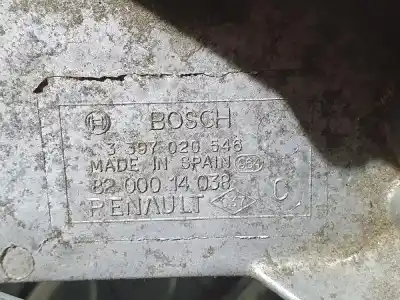 BOSCH
3 397 020 546
MADE IN SPAIN
82 000 14 038 C
RENAULT